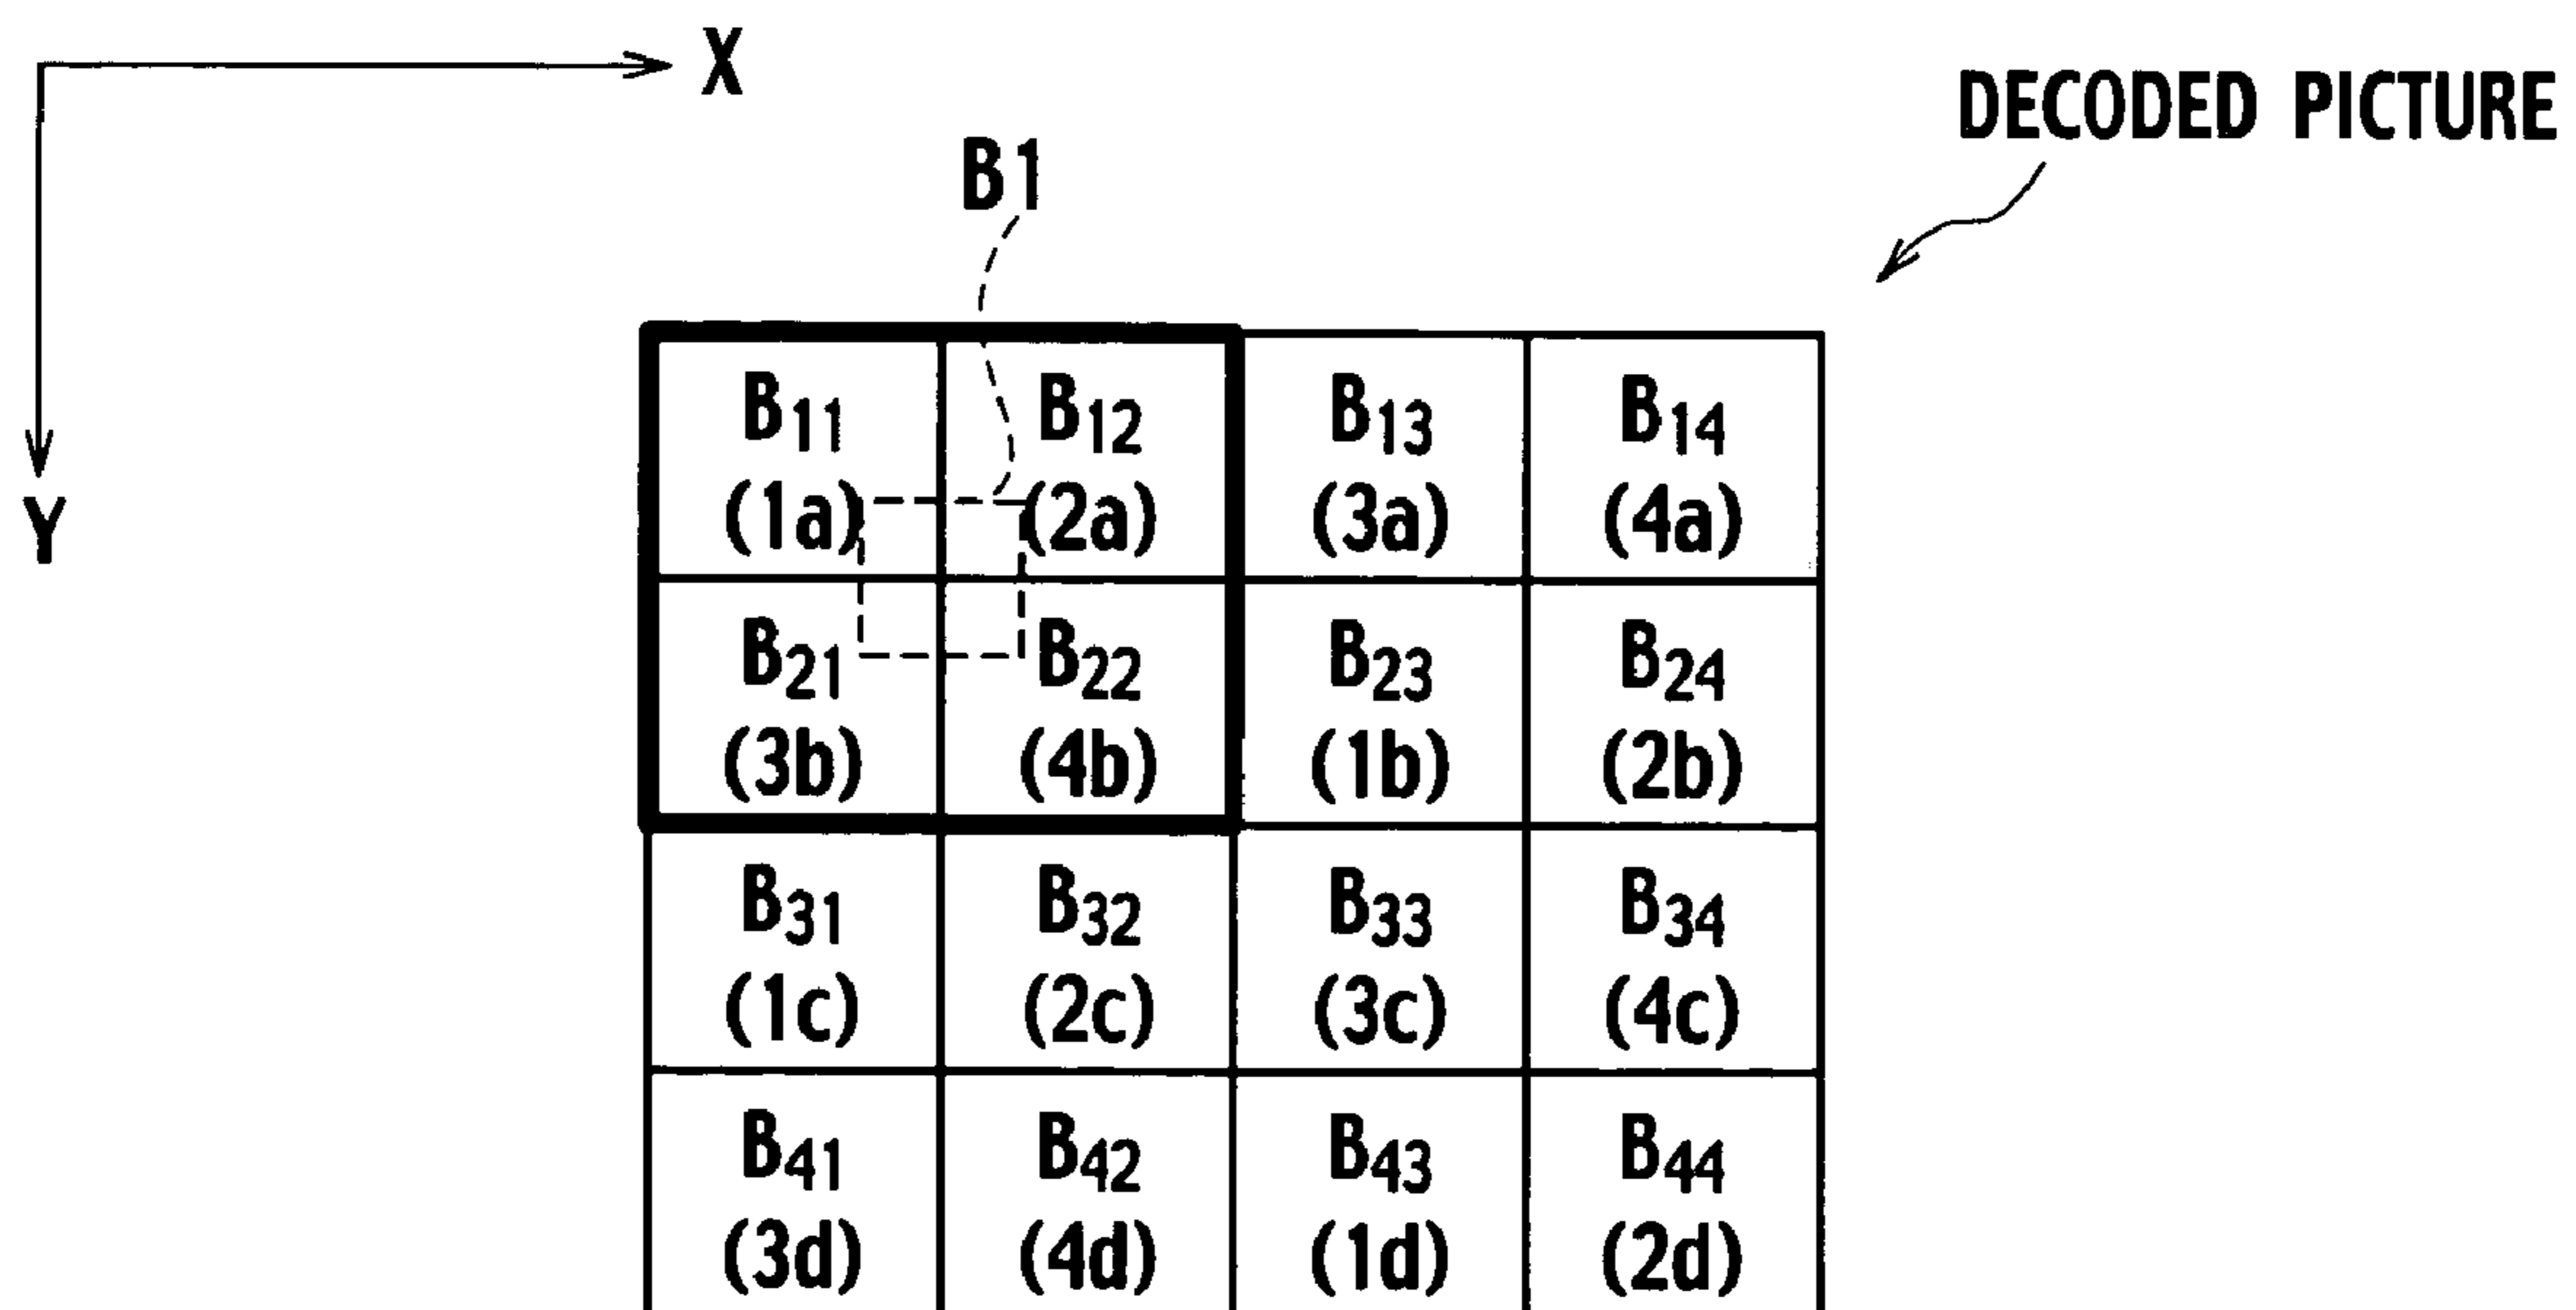 X
DECODED PICTURE
B1
Y
B11 B12 B13 B14
(1a) (2a) (3a) (4a)
B21 B22 B23 B24
(3b) (4b) (1b) (2b)
B31 B32 B33 B34
(1c) (2c) (3c) (4c)
B41 B42 B43 B44
(3d) (4d) (1d) (2d)